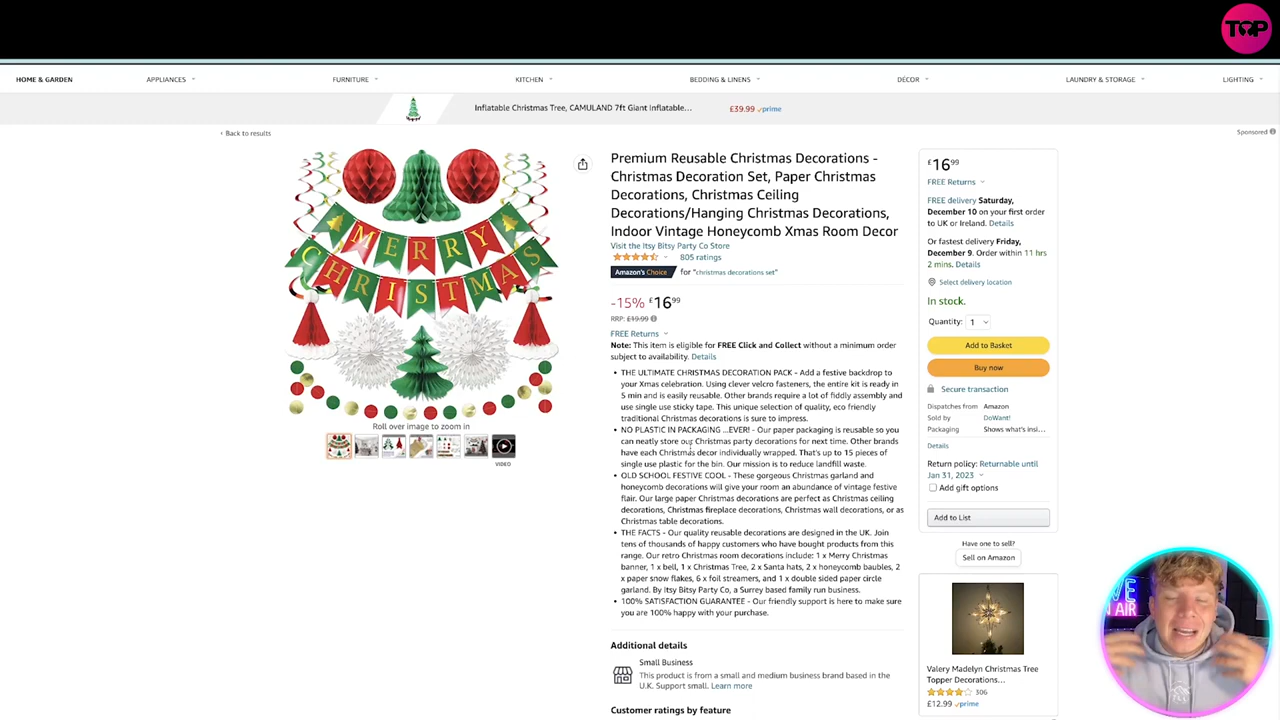 TOP
HOME & GARDEN
APPLIANCES
FURNITURE
KITCHEN
BEDDING & LINENS
DÉCOR
LAUNDRY & STORAGE
LIGHTING
Inflatable Christmas Tree, CAMULAND 7ft Giant Inflatable...
£39.99 prime
‹ Back to results
Sponsored
MERRY
CHRISTMAS
Roll over image to zoom in
VIDEO
Premium Reusable Christmas Decorations -
Christmas Decoration Set, Paper Christmas
Decorations, Christmas Ceiling
Decorations/Hanging Christmas Decorations,
Indoor Vintage Honeycomb Xmas Room Decor
Visit the Itsy Bitsy Party Co Store
805 ratings
Amazon's Choice for "christmas decorations set"
-15% £16⁹⁹
RRP: £19.99
FREE Returns
Note: This item is eligible for FREE Click and Collect without a minimum order
subject to availability. Details
• THE ULTIMATE CHRISTMAS DECORATION PACK - Add a festive backdrop to
your Xmas celebration. Using clever velcro fasteners, the entire kit is ready in
5 min and is easily reusable. Other brands require a lot of fiddly assembly and
use single use sticky tape. This unique selection of quality, eco friendly
traditional Christmas decorations is sure to impress.
• NO PLASTIC IN PACKAGING ...EVER! - Our paper packaging is reusable so you
can neatly store our Christmas party decorations for next time. Other brands
have each Christmas decor individually wrapped. That's up to 15 pieces of
single use plastic for the bin. Our mission is to reduce landfill waste.
• OLD SCHOOL FESTIVE COOL - These gorgeous Christmas garland and
honeycomb decorations will give your room an abundance of vintage festive
flair. Our large paper Christmas decorations are perfect as Christmas ceiling
decorations, Christmas fireplace decorations, Christmas wall decorations, or as
Christmas table decorations.
• THE FACTS - Our quality reusable decorations are designed in the UK. Join
tens of thousands of happy customers who have bought products from this
range. Our retro Christmas room decorations include: 1 x Merry Christmas
banner, 1 x bell, 1 x Christmas Tree, 2 x Santa hats, 2 x honeycomb baubles, 2
x paper snow flakes, 6 x foil streamers, and 1 x double sided paper circle
garland. By Itsy Bitsy Party Co, a Surrey based family run business.
• 100% SATISFACTION GUARANTEE - Our friendly support is here to make sure
you are 100% happy with your purchase.
Additional details
Small Business
This product is from a small and medium business brand based in the
U.K. Support small. Learn more
Customer ratings by feature
£16⁹⁹
FREE Returns
FREE delivery Saturday,
December 10 on your first order
to UK or Ireland. Details
Or fastest delivery Friday,
December 9. Order within 11 hrs
2 mins. Details
Select delivery location
In stock.
Quantity: 1
Add to Basket
Buy now
Secure transaction
Dispatches from Amazon
Sold by DoWant!
Packaging Shows what's insi...
Details
Return policy: Returnable until
Jan 31, 2023
Add gift options
Add to List
Have one to sell?
Sell on Amazon
Valery Madelyn Christmas Tree
Topper Decorations...
306
£12.99 prime
AIR